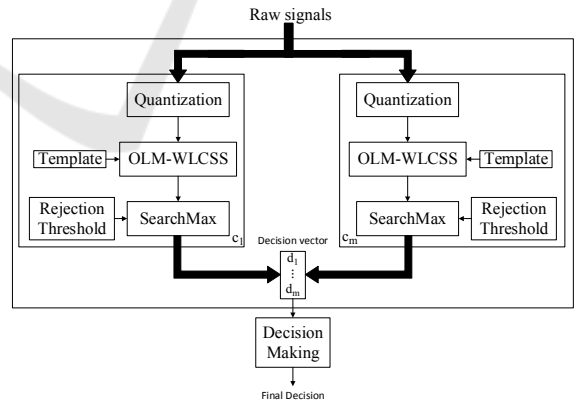 Raw signals
Quantization
Quantization
OLM-WLCSS
OLM-WLCSS
Template
Template
Rejection
Threshold
SearchMax
SearchMax
Rejection
Threshold
c1
cm
Decision vector
d1
⋮
dm
Decision
Making
Final Decision